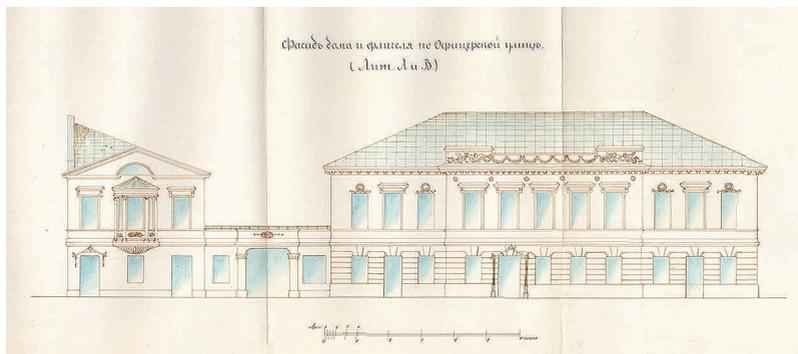 Фасадъ дома и флигеля по Офицерской улицѣ.
(Лит. А и В)